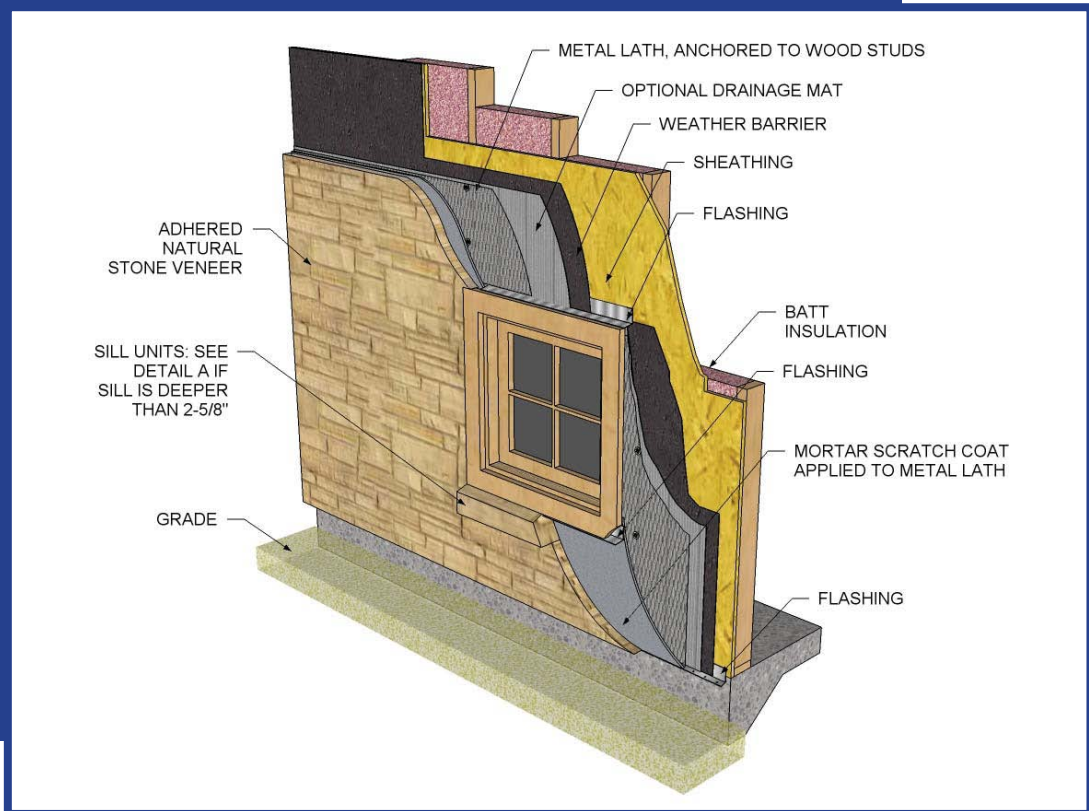 METAL LATH, ANCHORED TO WOOD STUDS
OPTIONAL DRAINAGE MAT
WEATHER BARRIER
SHEATHING
FLASHING
ADHERED
NATURAL
STONE VENEER
BATT
INSULATION
SILL UNITS: SEE
DETAIL A IF
SILL IS DEEPER
THAN 2-5/8"
FLASHING
MORTAR SCRATCH COAT
APPLIED TO METAL LATH
GRADE
FLASHING